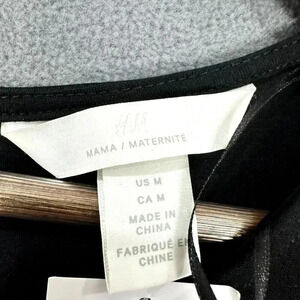 H&M
MAMA / MATERNITÉ
US M
CA M
MADE IN
CHINA
FABRIQUÉ EN
CHINE